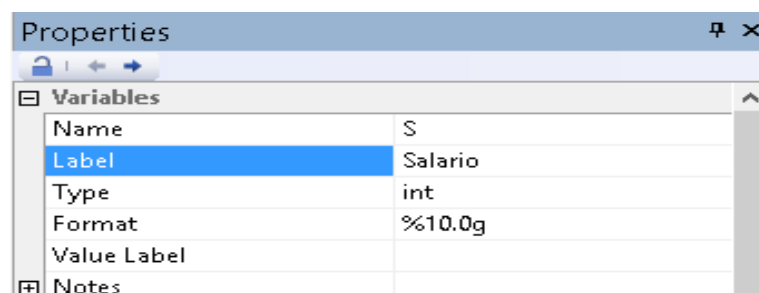 Properties
Variables
Name S
Label Salario
Type int
Format %10.0g
Value Label
Notes